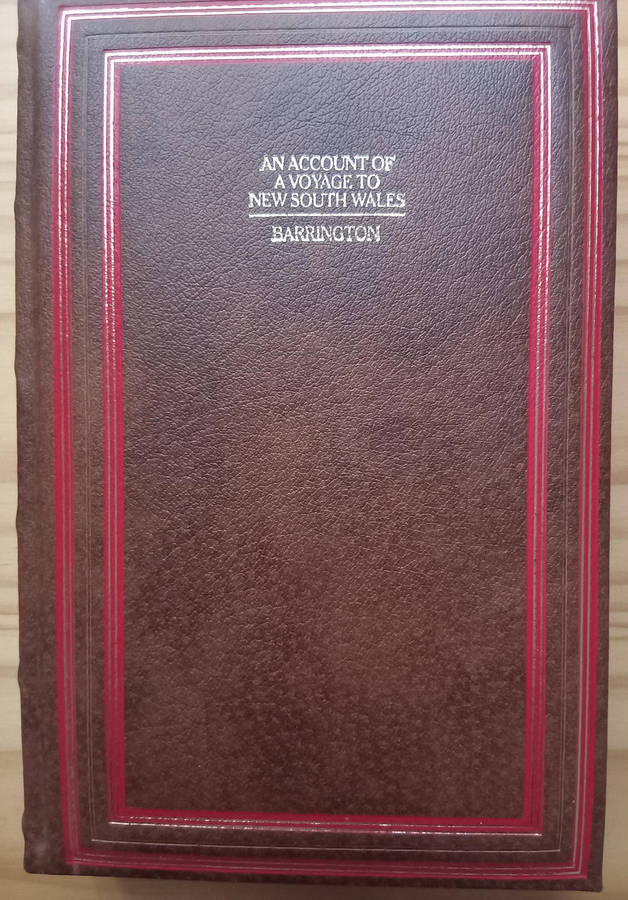 AN ACCOUNT OF
A VOYAGE TO
NEW SOUTH WALES
BARRINGTON